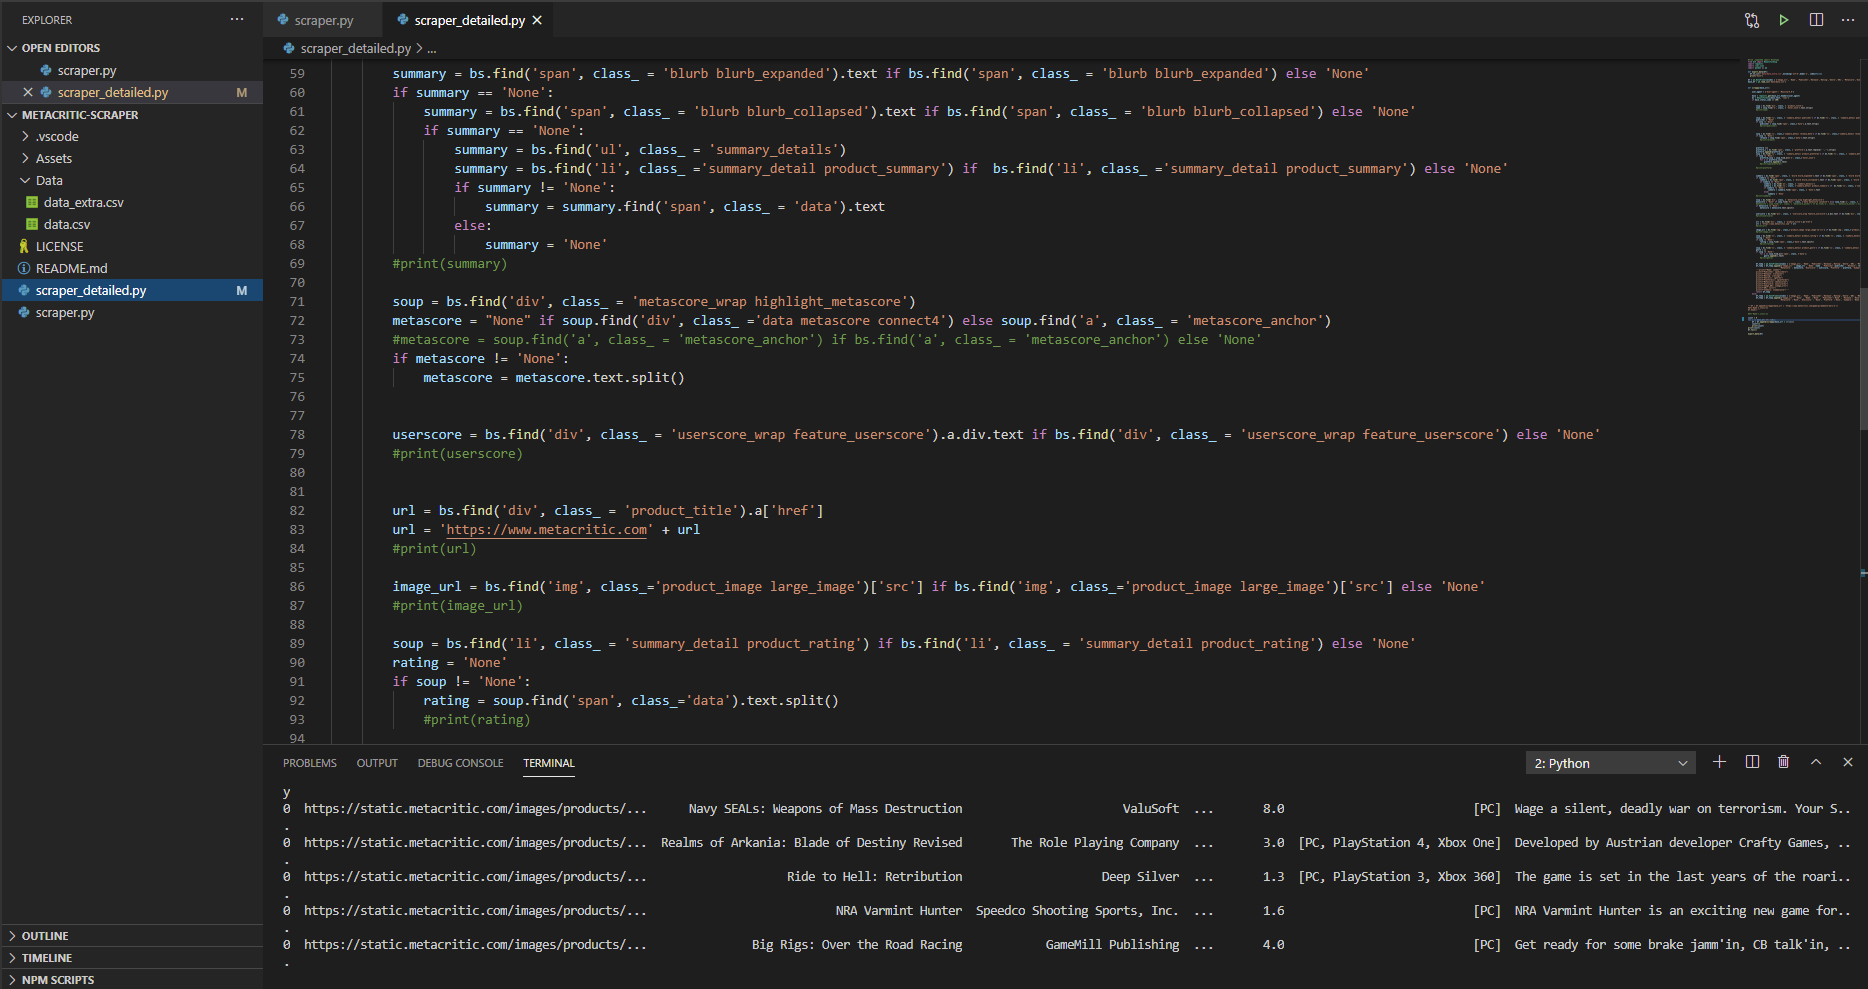 EXPLORER
OPEN EDITORS
scraper.py
scraper_detailed.py M
METACRITIC-SCRAPER
.vscode
Assets
Data
data_extra.csv
data.csv
LICENSE
README.md
scraper_detailed.py M
scraper.py
OUTLINE
TIMELINE
NPM SCRIPTS
scraper.py scraper_detailed.py
scraper_detailed.py > ...
59 summary = bs.find('span', class_ = 'blurb blurb_expanded').text if bs.find('span', class_ = 'blurb blurb_expanded') else 'None'
60 if summary == 'None':
61 summary = bs.find('span', class_ = 'blurb blurb_collapsed').text if bs.find('span', class_ = 'blurb blurb_collapsed') else 'None'
62 if summary == 'None':
63 summary = bs.find('ul', class_ = 'summary_details')
64 summary = bs.find('li', class_ ='summary_detail product_summary') if  bs.find('li', class_ ='summary_detail product_summary') else 'None'
65 if summary != 'None':
66 summary = summary.find('span', class_ = 'data').text
67 else:
68 summary = 'None'
69 #print(summary)
70
71 soup = bs.find('div', class_ = 'metascore_wrap highlight_metascore')
72 metascore = "None" if soup.find('div', class_ ='data metascore connect4') else soup.find('a', class_ = 'metascore_anchor')
73 #metascore = soup.find('a', class_ = 'metascore_anchor') if bs.find('a', class_ = 'metascore_anchor') else 'None'
74 if metascore != 'None':
75 metascore = metascore.text.split()
76
77
78 userscore = bs.find('div', class_ = 'userscore_wrap feature_userscore').a.div.text if bs.find('div', class_ = 'userscore_wrap feature_userscore') else 'None'
79 #print(userscore)
80
81
82 url = bs.find('div', class_ = 'product_title').a['href']
83 url = 'https://www.metacritic.com' + url
84 #print(url)
85
86 image_url = bs.find('img', class_='product_image large_image')['src'] if bs.find('img', class_='product_image large_image')['src'] else 'None'
87 #print(image_url)
88
89 soup = bs.find('li', class_ = 'summary_detail product_rating') if bs.find('li', class_ = 'summary_detail product_rating') else 'None'
90 rating = 'None'
91 if soup != 'None':
92 rating = soup.find('span', class_='data').text.split()
93 #print(rating)
94
PROBLEMS OUTPUT DEBUG CONSOLE TERMINAL 2: Python
y
0 https://static.metacritic.com/images/products/... Navy SEALs: Weapons of Mass Destruction ValuSoft ... 8.0 [PC] Wage a silent, deadly war on terrorism. Your S..
.
0 https://static.metacritic.com/images/products/... Realms of Arkania: Blade of Destiny Revised The Role Playing Company ... 3.0 [PC, PlayStation 4, Xbox One] Developed by Austrian developer Crafty Games, ..
.
0 https://static.metacritic.com/images/products/... Ride to Hell: Retribution Deep Silver ... 1.3 [PC, PlayStation 3, Xbox 360] The game is set in the last years of the roari..
.
0 https://static.metacritic.com/images/products/... NRA Varmint Hunter Speedco Shooting Sports, Inc. ... 1.6 [PC] NRA Varmint Hunter is an exciting new game for..
.
0 https://static.metacritic.com/images/products/... Big Rigs: Over the Road Racing GameMill Publishing ... 4.0 [PC] Get ready for some brake jamm'in, CB talk'in, ..
.